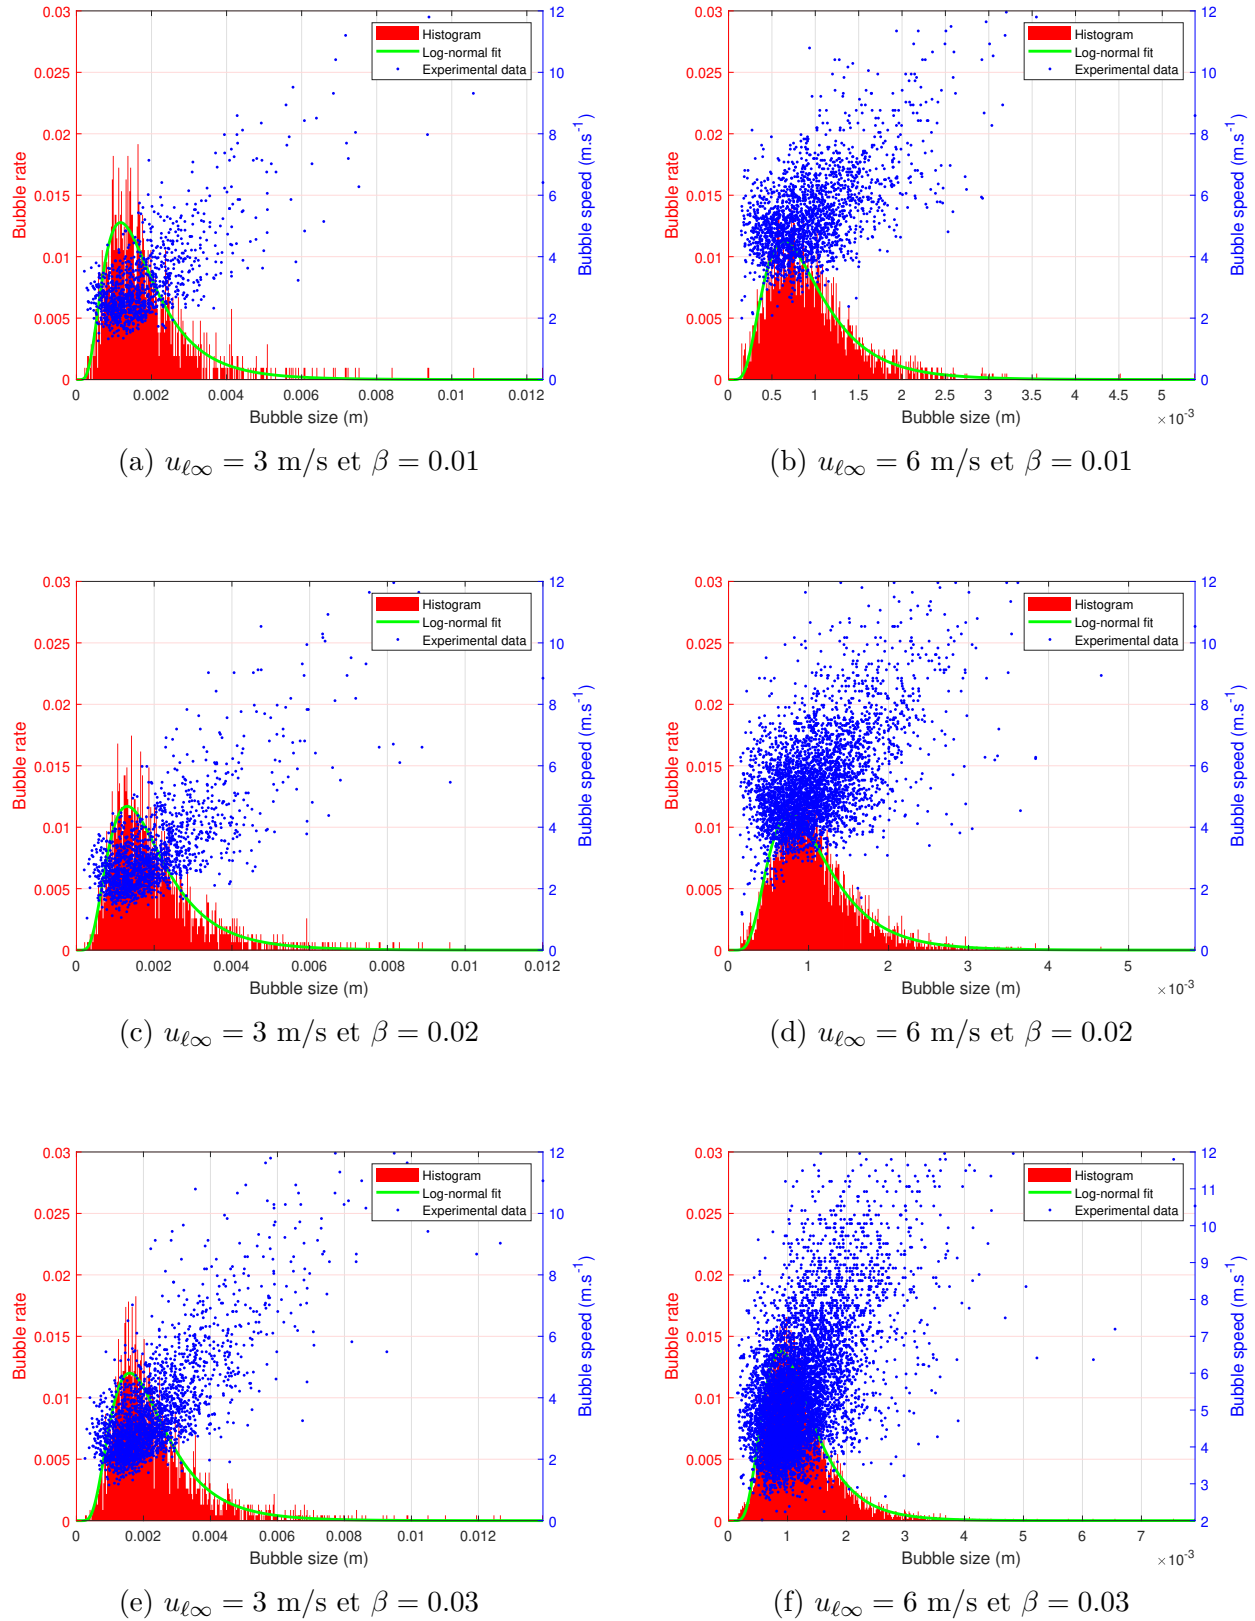 0.03
0.025
0.02
0.015
0.01
0.005
0
Bubble rate
12
10
8
6
4
2
0
Bubble speed (m.s⁻¹)
Histogram
Log-normal fit
Experimental data
0 0.002 0.004 0.006 0.008 0.01 0.012
Bubble size (m)
(a) uℓ∞ = 3 m/s et β = 0.01
0.03
0.025
0.02
0.015
0.01
0.005
0
Bubble rate
12
10
8
6
4
2
0
Bubble speed (m.s⁻¹)
Histogram
Log-normal fit
Experimental data
0.5 1 1.5 2 2.5 3 3.5 4 4.5 5
Bubble size (m)
×10⁻³
(b) uℓ∞ = 6 m/s et β = 0.01
0.03
0.025
0.02
0.015
0.01
0.005
0
Bubble rate
12
10
8
6
4
2
0
Bubble speed (m.s⁻¹)
Histogram
Log-normal fit
Experimental data
0 0.002 0.004 0.006 0.008 0.01 0.012
Bubble size (m)
(c) uℓ∞ = 3 m/s et β = 0.02
0.03
0.025
0.02
0.015
0.01
0.005
0
Bubble rate
12
10
8
6
4
2
0
Bubble speed (m.s⁻¹)
Histogram
Log-normal fit
Experimental data
0 1 2 3 4 5
Bubble size (m)
×10⁻³
(d) uℓ∞ = 6 m/s et β = 0.02
0.03
0.025
0.02
0.015
0.01
0.005
0
Bubble rate
12
10
8
6
4
2
0
Bubble speed (m.s⁻¹)
Histogram
Log-normal fit
Experimental data
0 0.002 0.004 0.006 0.008 0.01 0.012
Bubble size (m)
(e) uℓ∞ = 3 m/s et β = 0.03
0.03
0.025
0.02
0.015
0.01
0.005
0
Bubble rate
12
11
10
9
8
7
6
5
4
3
2
Bubble speed (m.s⁻¹)
Histogram
Log-normal fit
Experimental data
0 1 2 3 4 5 6 7
Bubble size (m)
×10⁻³
(f) uℓ∞ = 6 m/s et β = 0.03